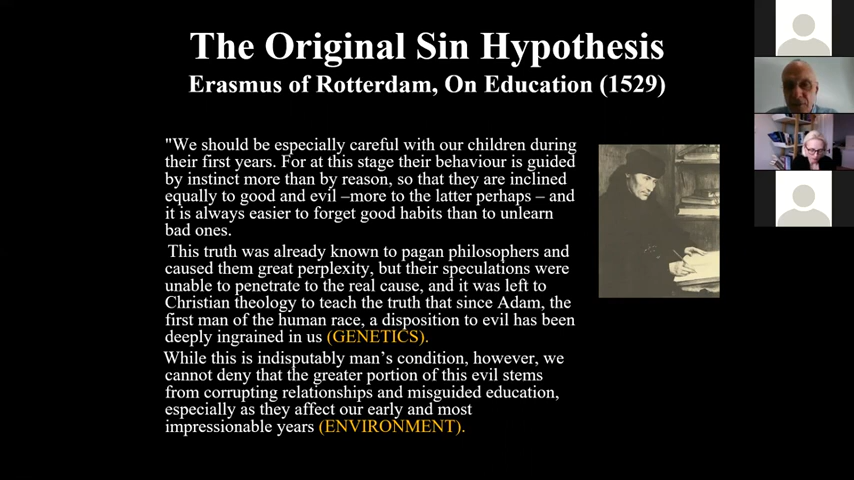 The Original Sin Hypothesis
Erasmus of Rotterdam, On Education (1529)
"We should be especially careful with our children during
their first years. For at this stage their behaviour is guided
by instinct more than by reason, so that they are inclined
equally to good and evil –more to the latter perhaps – and
it is always easier to forget good habits than to unlearn
bad ones.
This truth was already known to pagan philosophers and
caused them great perplexity, but their speculations were
unable to penetrate to the real cause, and it was left to
Christian theology to teach the truth that since Adam, the
first man of the human race, a disposition to evil has been
deeply ingrained in us (GENETICS).
While this is indisputably man's condition, however, we
cannot deny that the greater portion of this evil stems
from corrupting relationships and misguided education,
especially as they affect our early and most
impressionable years (ENVIRONMENT).